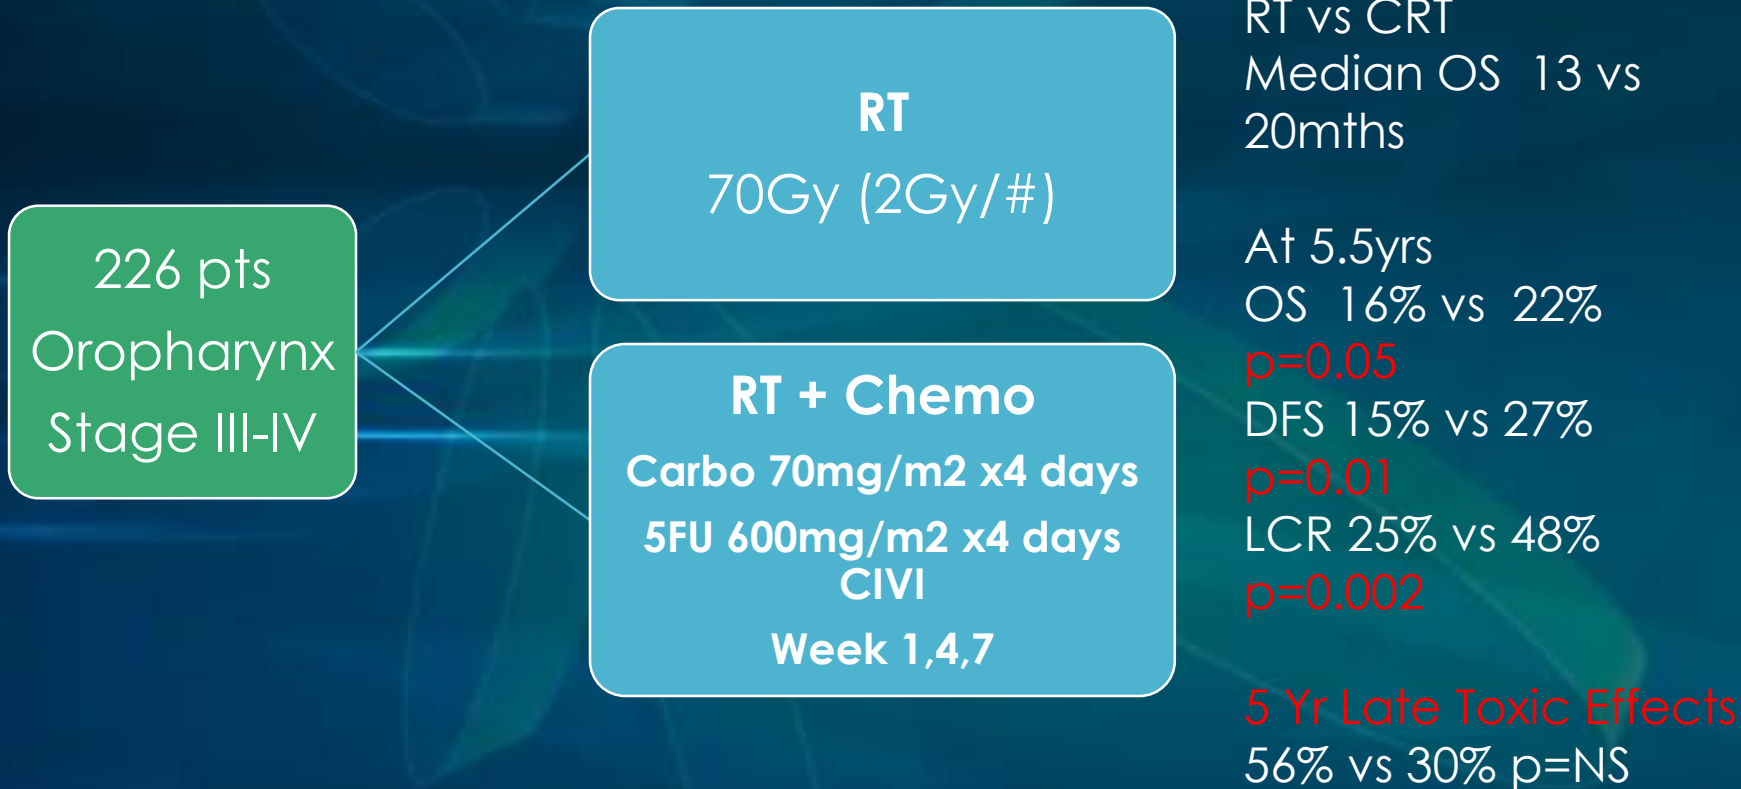 226 pts
Oropharynx
Stage III-IV
RT
70Gy (2Gy/#)
RT + Chemo
Carbo 70mg/m2 x4 days
5FU 600mg/m2 x4 days
CIVI
Week 1,4,7
RT vs CRT
Median OS 13 vs
20mths
At 5.5yrs
OS 16% vs 22%
p=0.05
DFS 15% vs 27%
p=0.01
LCR 25% vs 48%
p=0.002
5 Yr Late Toxic Effects
56% vs 30% p=NS